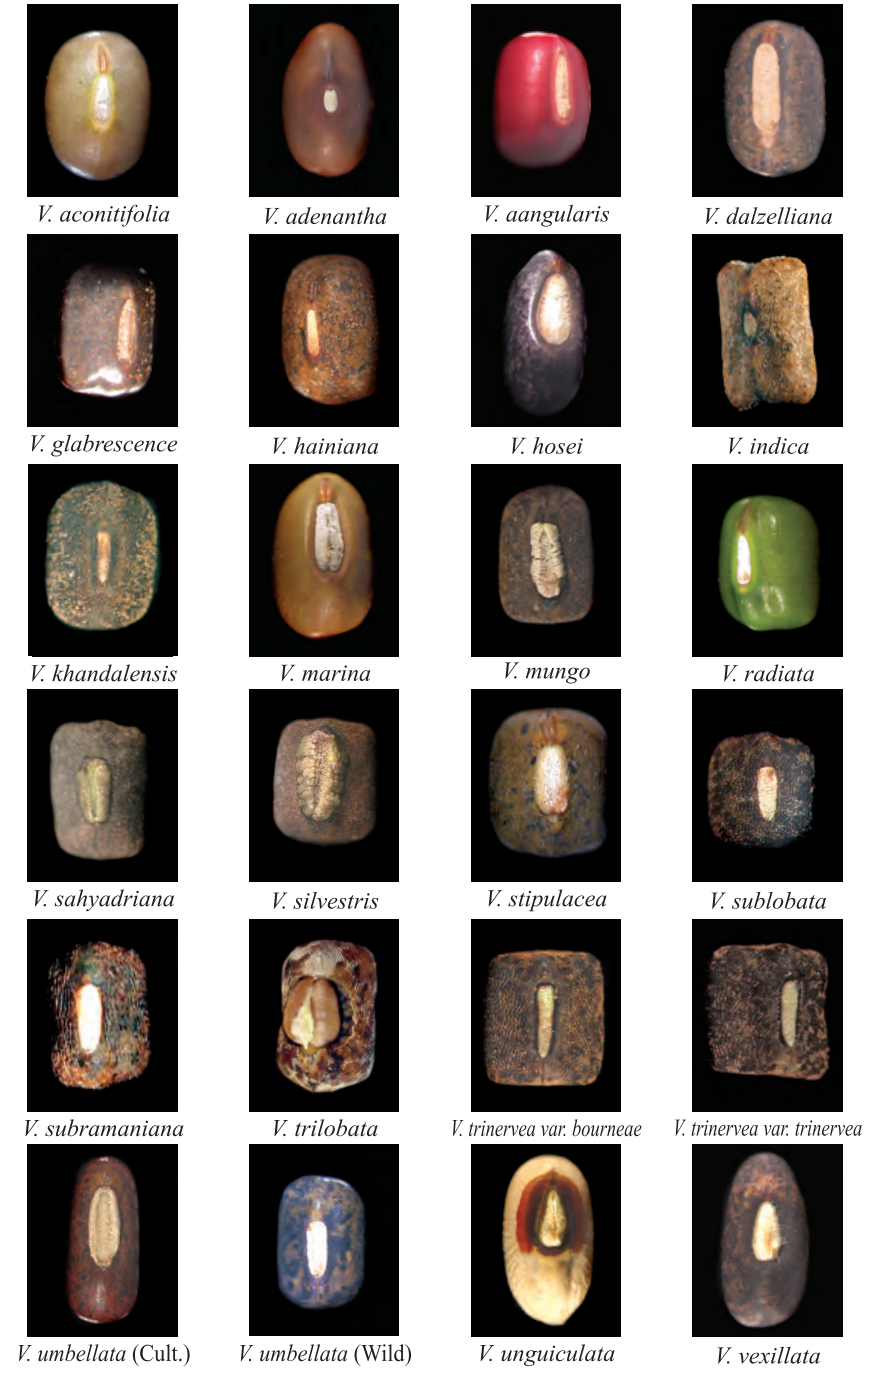 V. aconitifolia
V. adenantha
V. aangularis
V. dalzelliana
V. glabrescence
V. hainiana
V. hosei
V. indica
V. khandalensis
V. marina
V. mungo
V. radiata
V. sahyadriana
V. silvestris
V. stipulacea
V. sublobata
V. subramaniana
V. trilobata
V. trinervea var. bourneae
V. trinervea var. trinervea
V. umbellata (Cult.)
V. umbellata (Wild)
V. unguiculata
V. vexillata